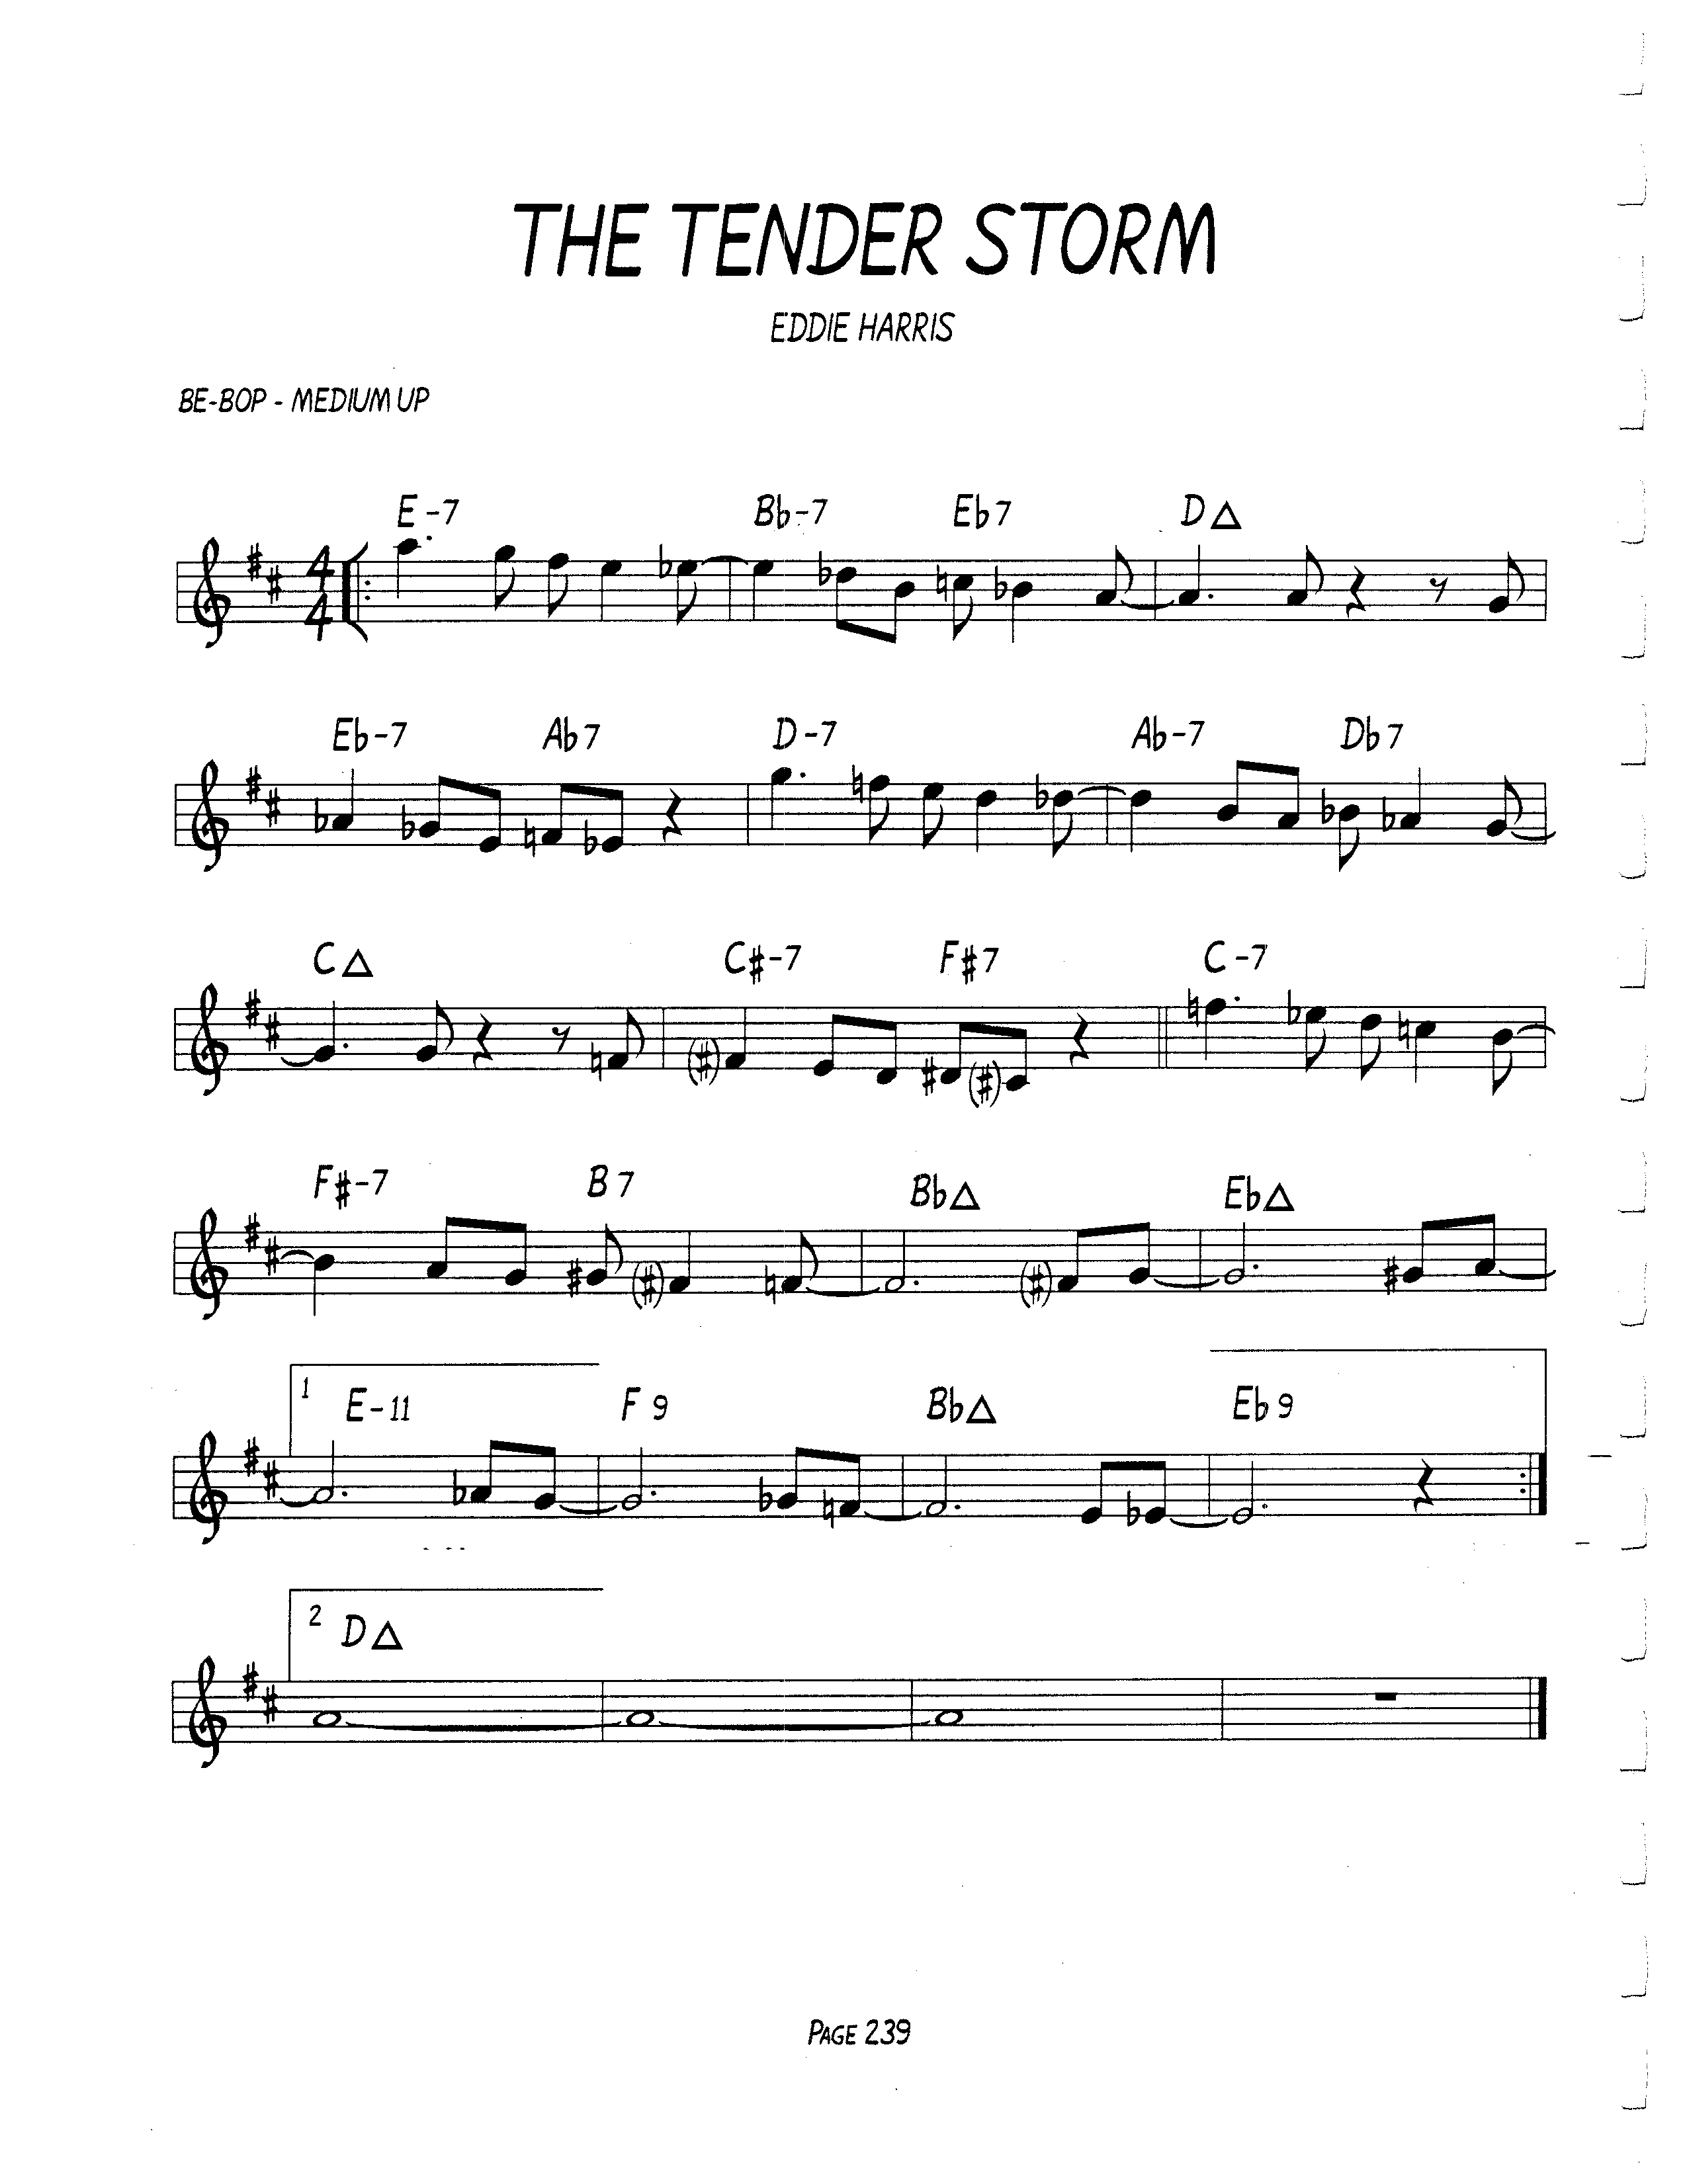 THE TENDER STORM
EDDIE HARRIS
BE-BOP - MEDIUM UP
E-7 Bb-7 Eb7 D△
4
4
Eb-7 Ab7 D-7 Ab-7 Db7
C△ C#-7 F#7 C-7
F#-7 B7 Bb△ Eb△
1 E-11 F9 Bb△ Eb9
2 D△
PAGE 239